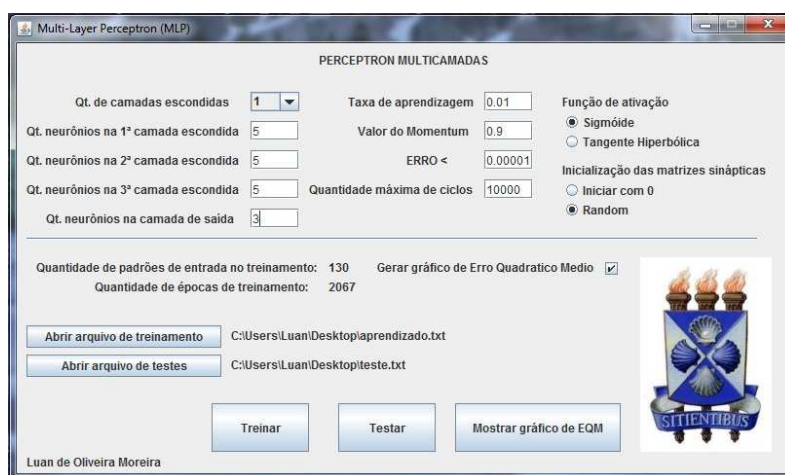 Multi-Layer Perceptron (MLP)
PERCEPTRON MULTICAMADAS
Qt. de camadas escondidas 1
Taxa de aprendizagem 0.01
Função de ativação
Qt. neurônios na 1ª camada escondida 5
Valor do Momentum 0.9
Sigmóide
Tangente Hiperbólica
Qt. neurônios na 2ª camada escondida 5
ERRO < 0.00001
Inicialização das matrizes sinápticas
Qt. neurônios na 3ª camada escondida 5
Quantidade máxima de ciclos 10000
Iniciar com 0
Random
Qt. neurônios na camada de saída 3
Quantidade de padrões de entrada no treinamento: 130
Gerar gráfico de Erro Quadratico Medio
Quantidade de épocas de treinamento: 2067
Abrir arquivo de treinamento C:\Users\Luan\Desktop\aprendizado.txt
Abrir arquivo de testes C:\Users\Luan\Desktop\teste.txt
Treinar
Testar
Mostrar gráfico de EQM
SITIENTIBUS
Luan de Oliveira Moreira